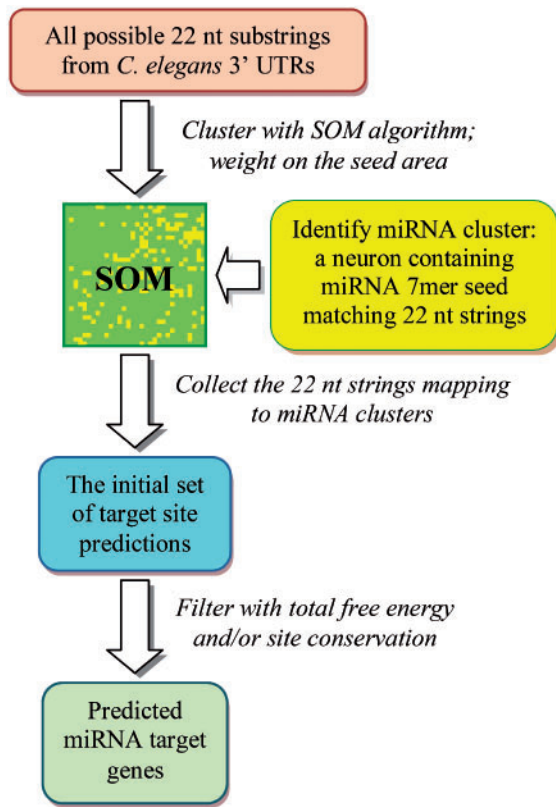 All possible 22 nt substrings
from C. elegans 3' UTRs
Cluster with SOM algorithm;
weight on the seed area
SOM
Identify miRNA cluster:
a neuron containing
miRNA 7mer seed
matching 22 nt strings
Collect the 22 nt strings mapping
to miRNA clusters
The initial set
of target site
predictions
Filter with total free energy
and/or site conservation
Predicted
miRNA target
genes